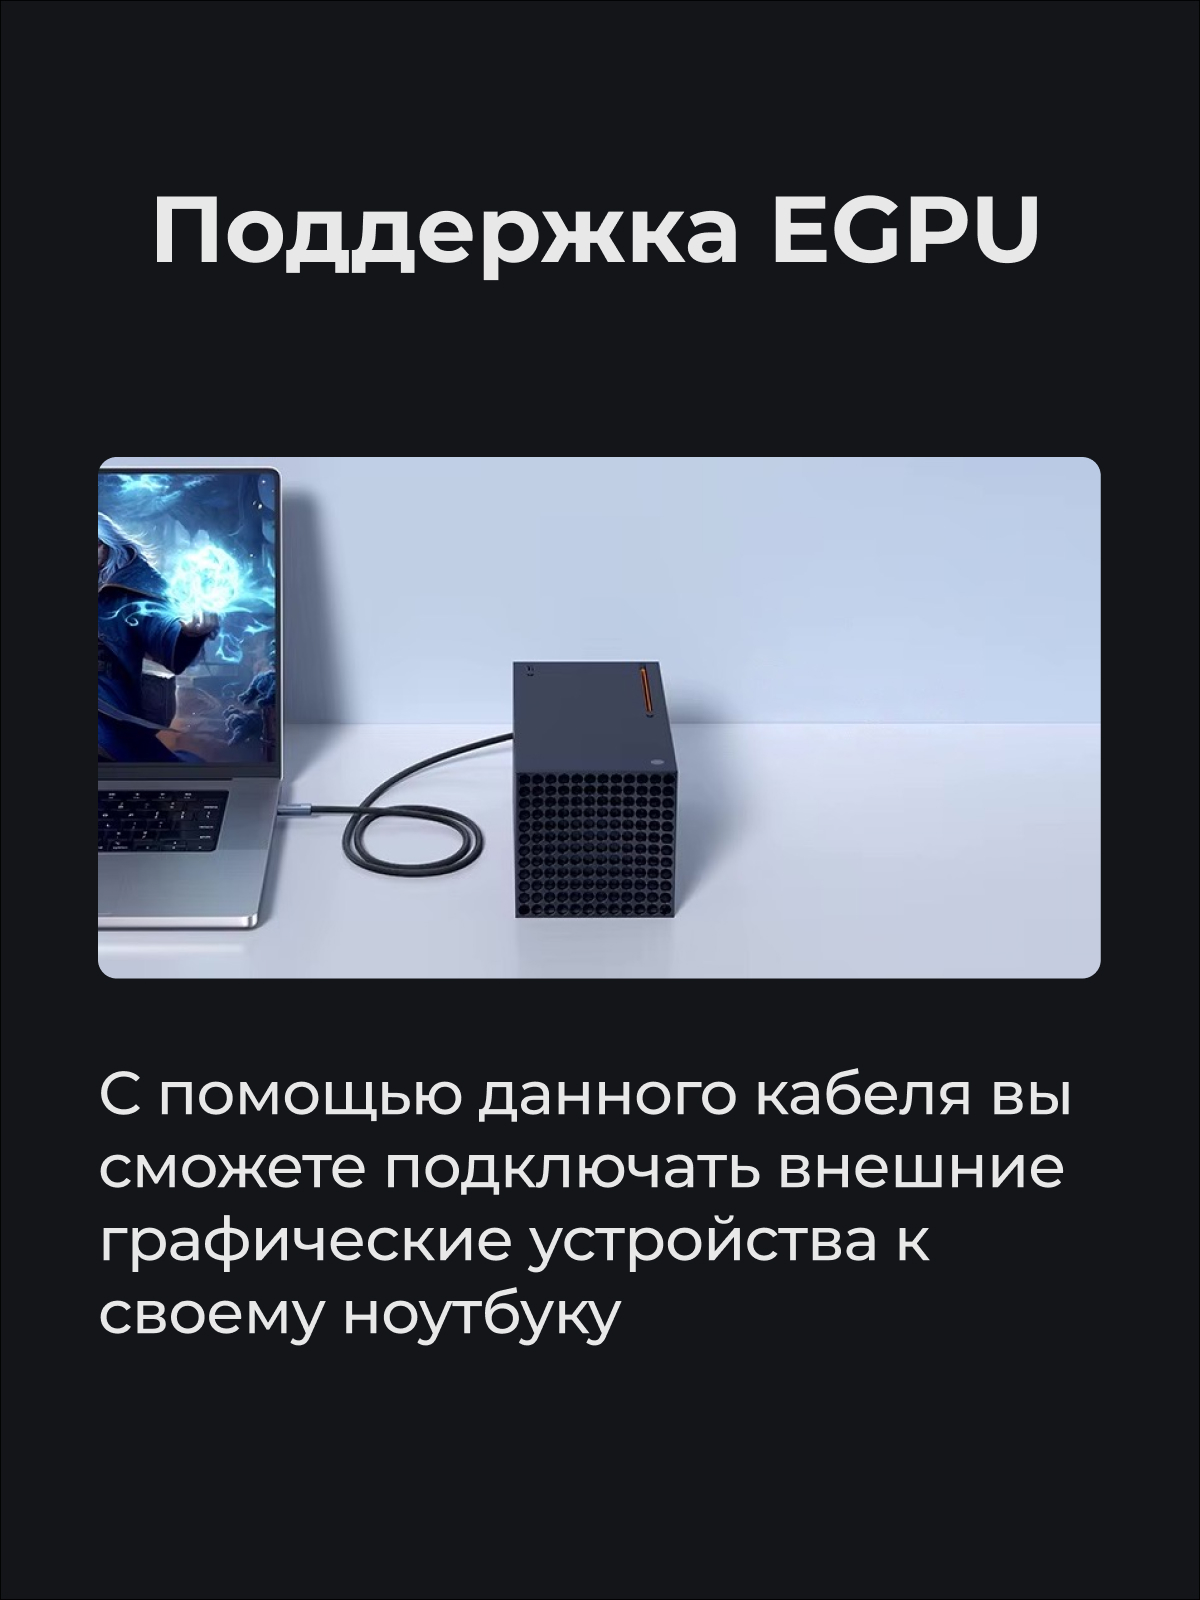 Поддержка EGPU
С помощью данного кабеля вы
сможете подключать внешние
графические устройства к
своему ноутбуку